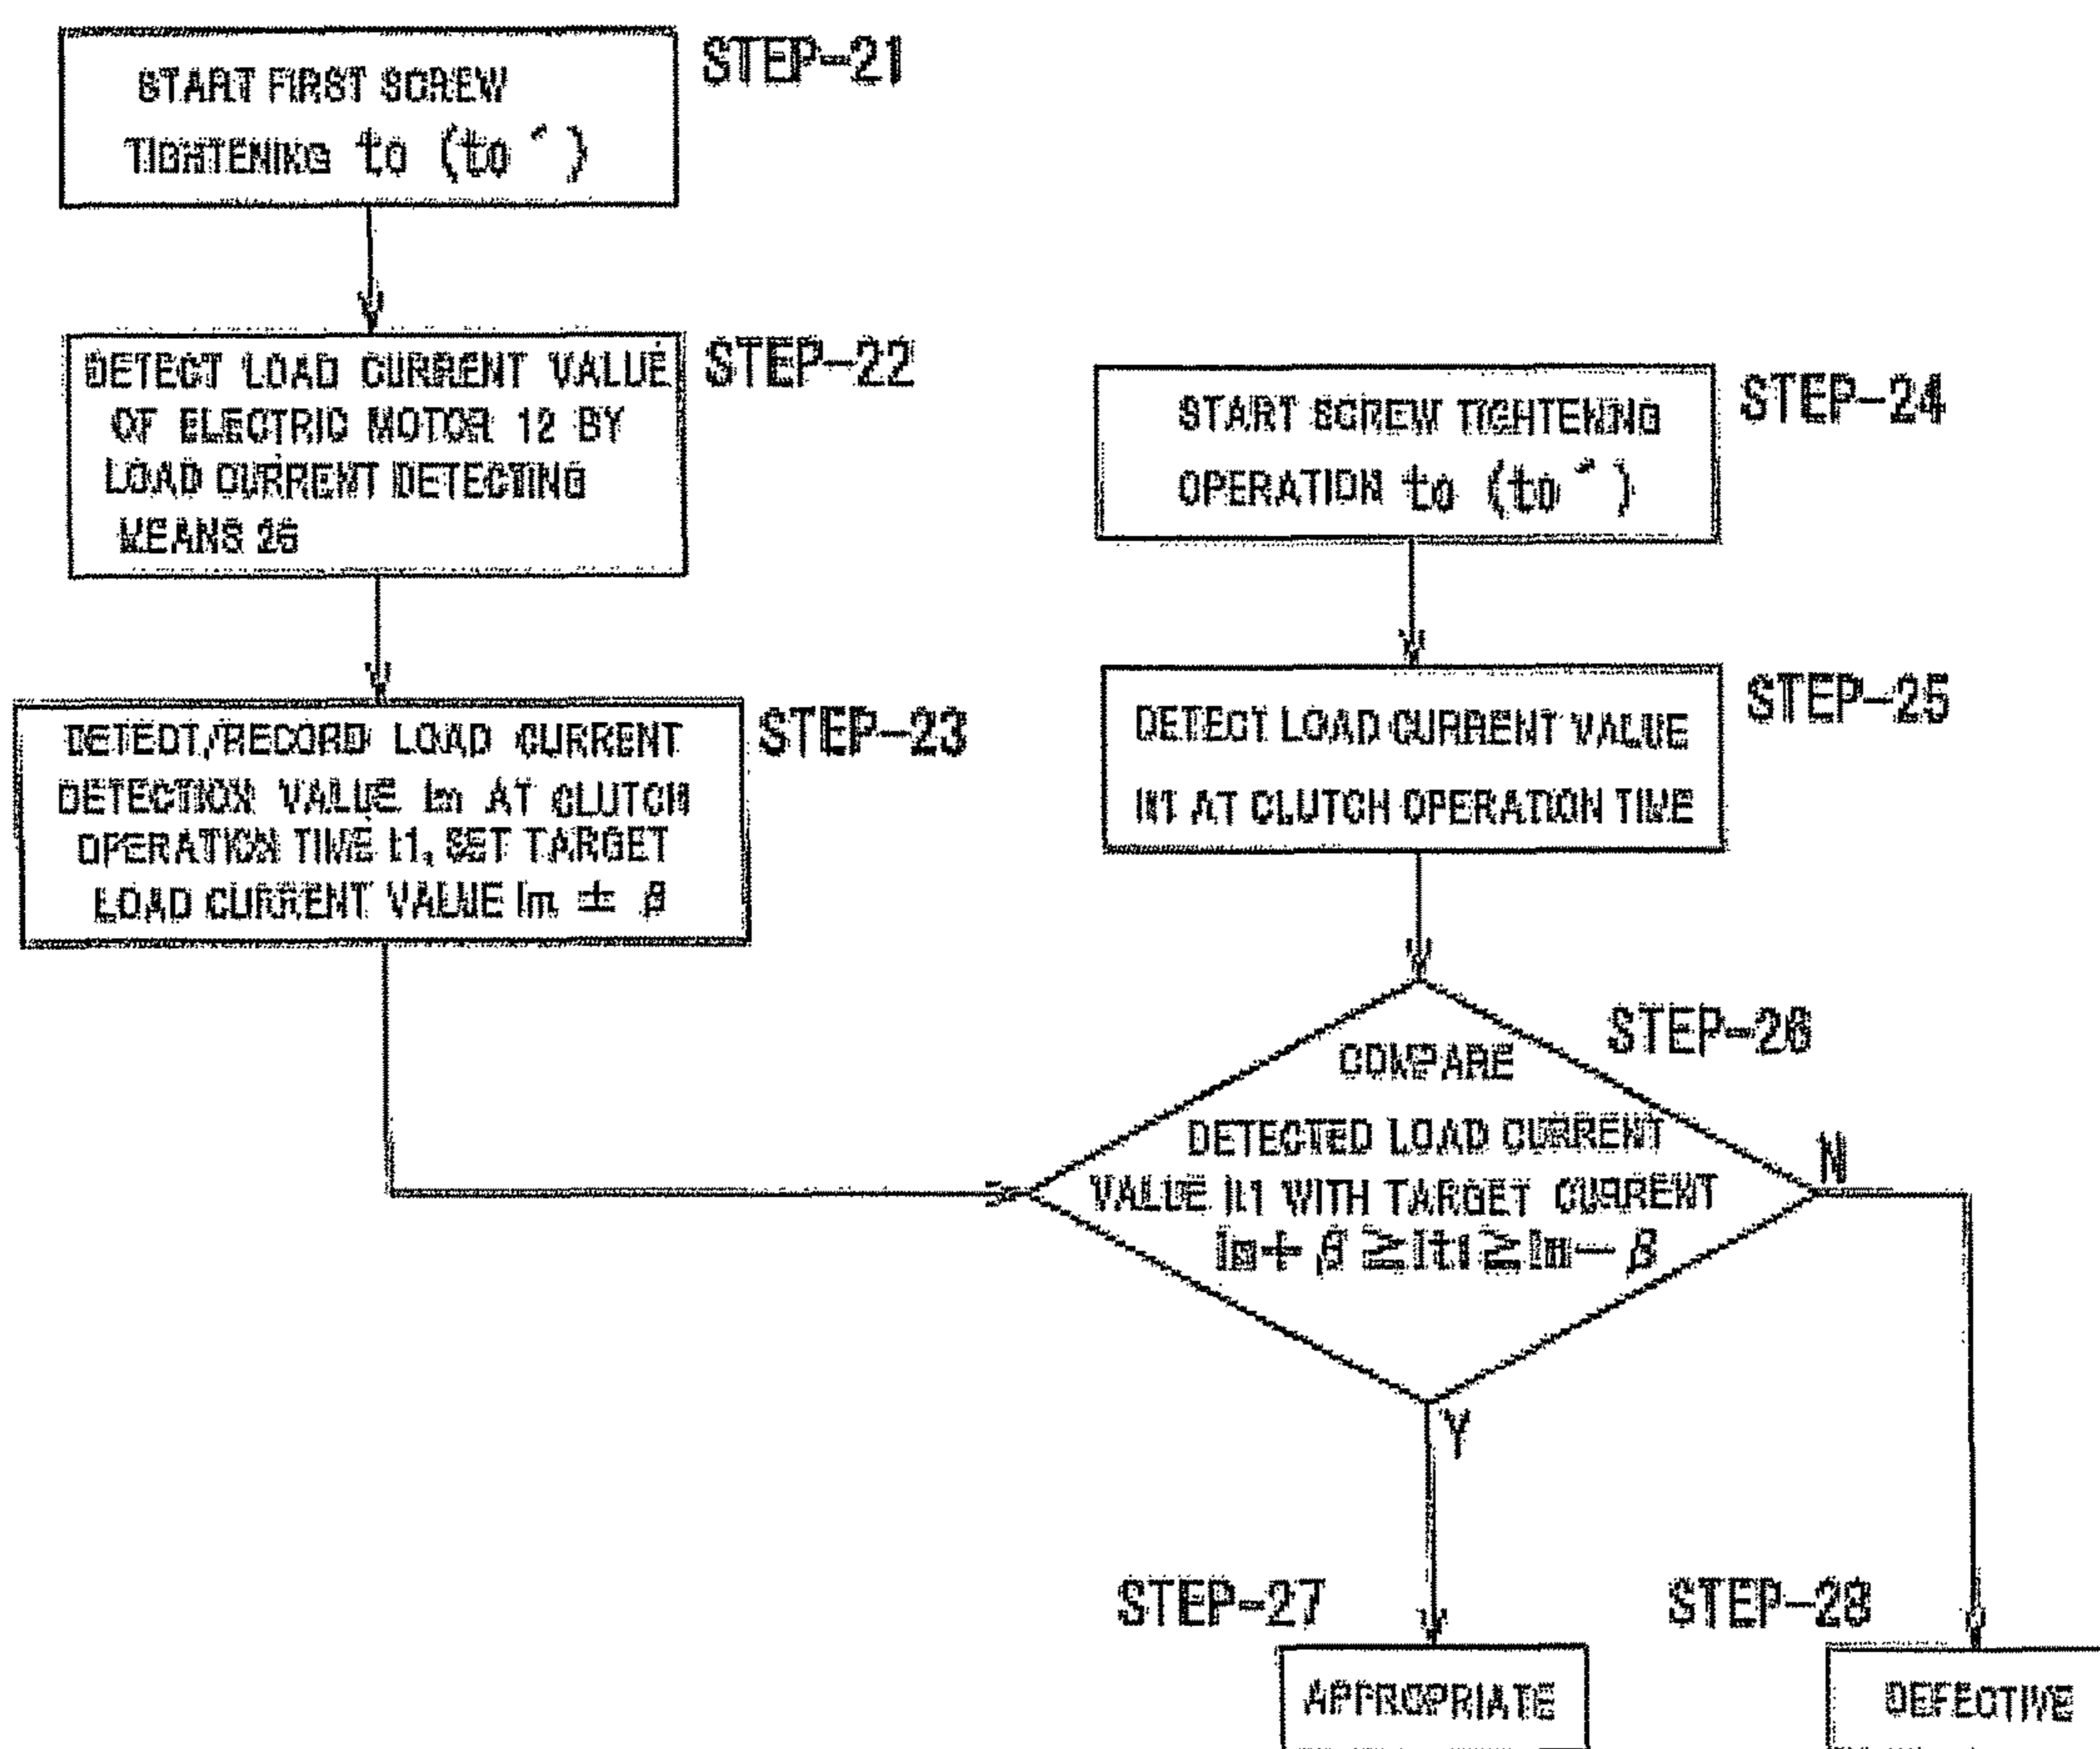 STEP-21
START FIRST SCREW
TIGHTENING to (to´)
STEP-22
DETECT LOAD CURRENT VALUE
OF ELECTRIC MOTOR 12 BY
LOAD CURRENT DETECTING
MEANS 26
STEP-23
DETECT/RECORD LOAD CURRENT
DETECTION VALUE Im AT CLUTCH
OPERATION TIME t1, SET TARGET
LOAD CURRENT VALUE Im ± β
STEP-24
START SCREW TIGHTENING
OPERATION to (to´)
STEP-25
DETECT LOAD CURRENT VALUE
It1 AT CLUTCH OPERATION TIME
STEP-26
COMPARE
DETECTED LOAD CURRENT
VALUE It1 WITH TARGET CURRENT
Im+β≧It1≧Im-β
N
Y
STEP-27
APPROPRIATE
STEP-28
DEFECTIVE